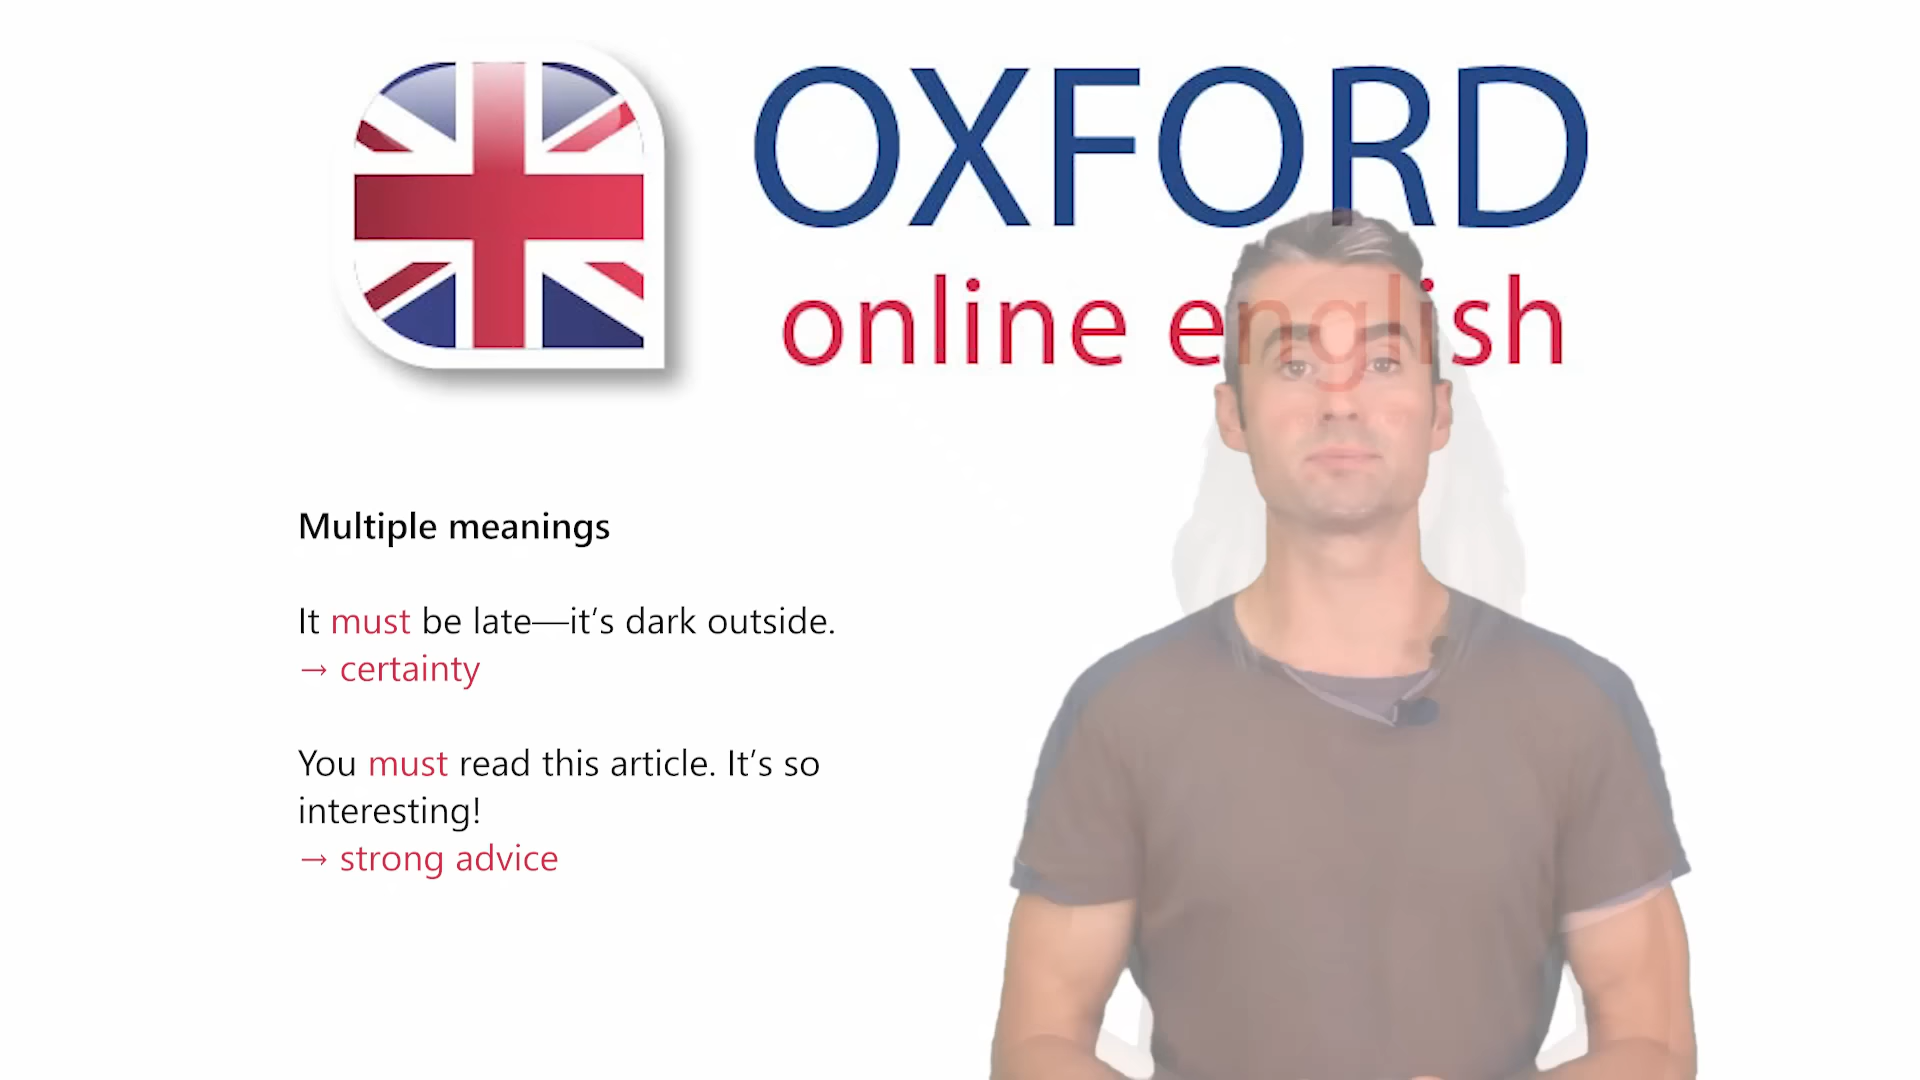 OXFORD
online english
Multiple meanings
It must be late—it’s dark outside.
→ certainty
You must read this article. It’s so
interesting!
→ strong advice